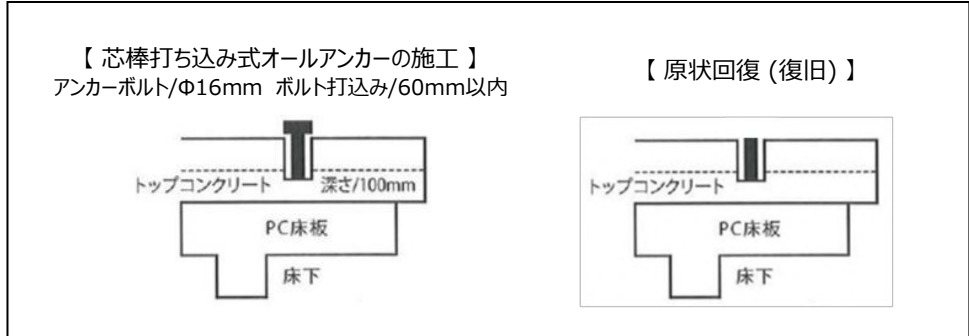 【 芯棒打ち込み式オールアンカーの施工 】
アンカーボルト/Φ16mm ボルト打込み/60mm以内
トップコンクリート 深さ/100mm
PC床板
床下
【 原状回復 (復旧) 】
トップコンクリート
PC床板
床下